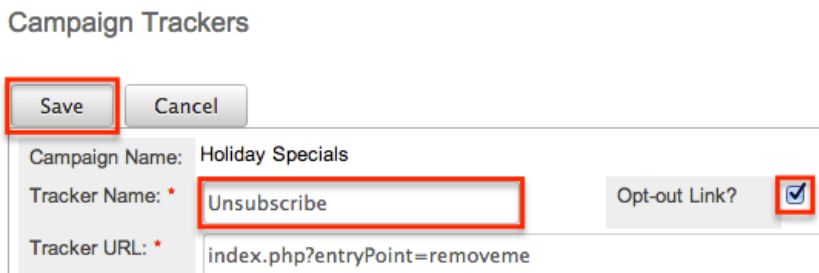 Campaign Trackers
Save Cancel
Campaign Name: Holiday Specials
Tracker Name: * Unsubscribe Opt-out Link?
Tracker URL: * index.php?entryPoint=removeme